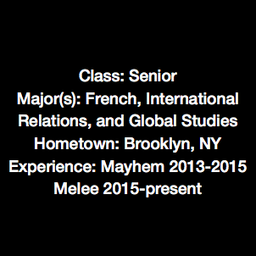 Class: Senior
Major(s): French, International
Relations, and Global Studies
Hometown: Brooklyn, NY
Experience: Mayhem 2013-2015
Melee 2015-present